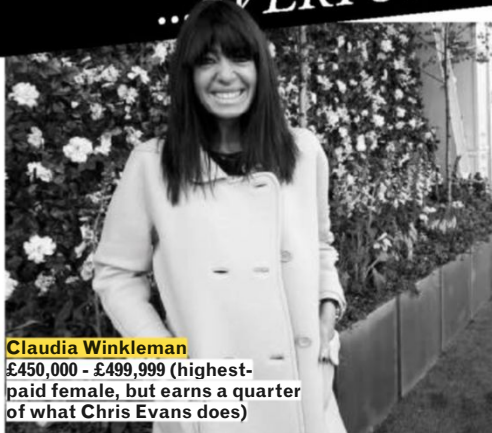 Claudia Winkleman
£450,000 - £499,999 (highest-
paid female, but earns a quarter
of what Chris Evans does)